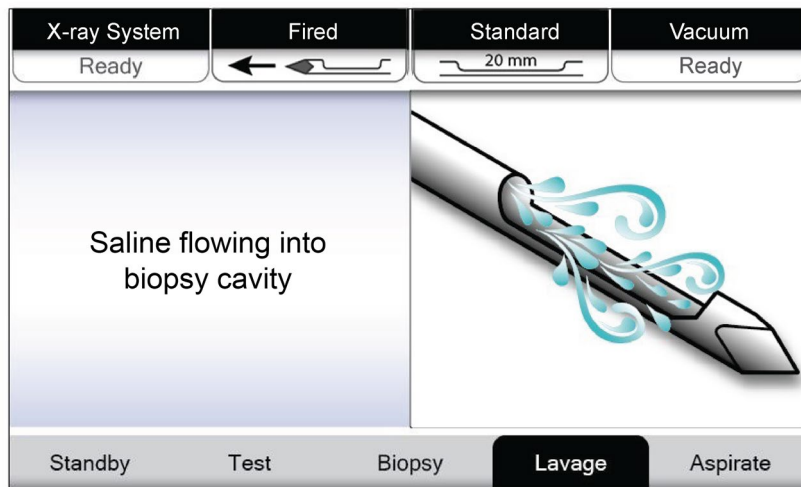 X-ray System
Fired
Standard
Vacuum
Ready
20 mm
Ready
Saline flowing into
biopsy cavity
Standby
Test
Biopsy
Lavage
Aspirate